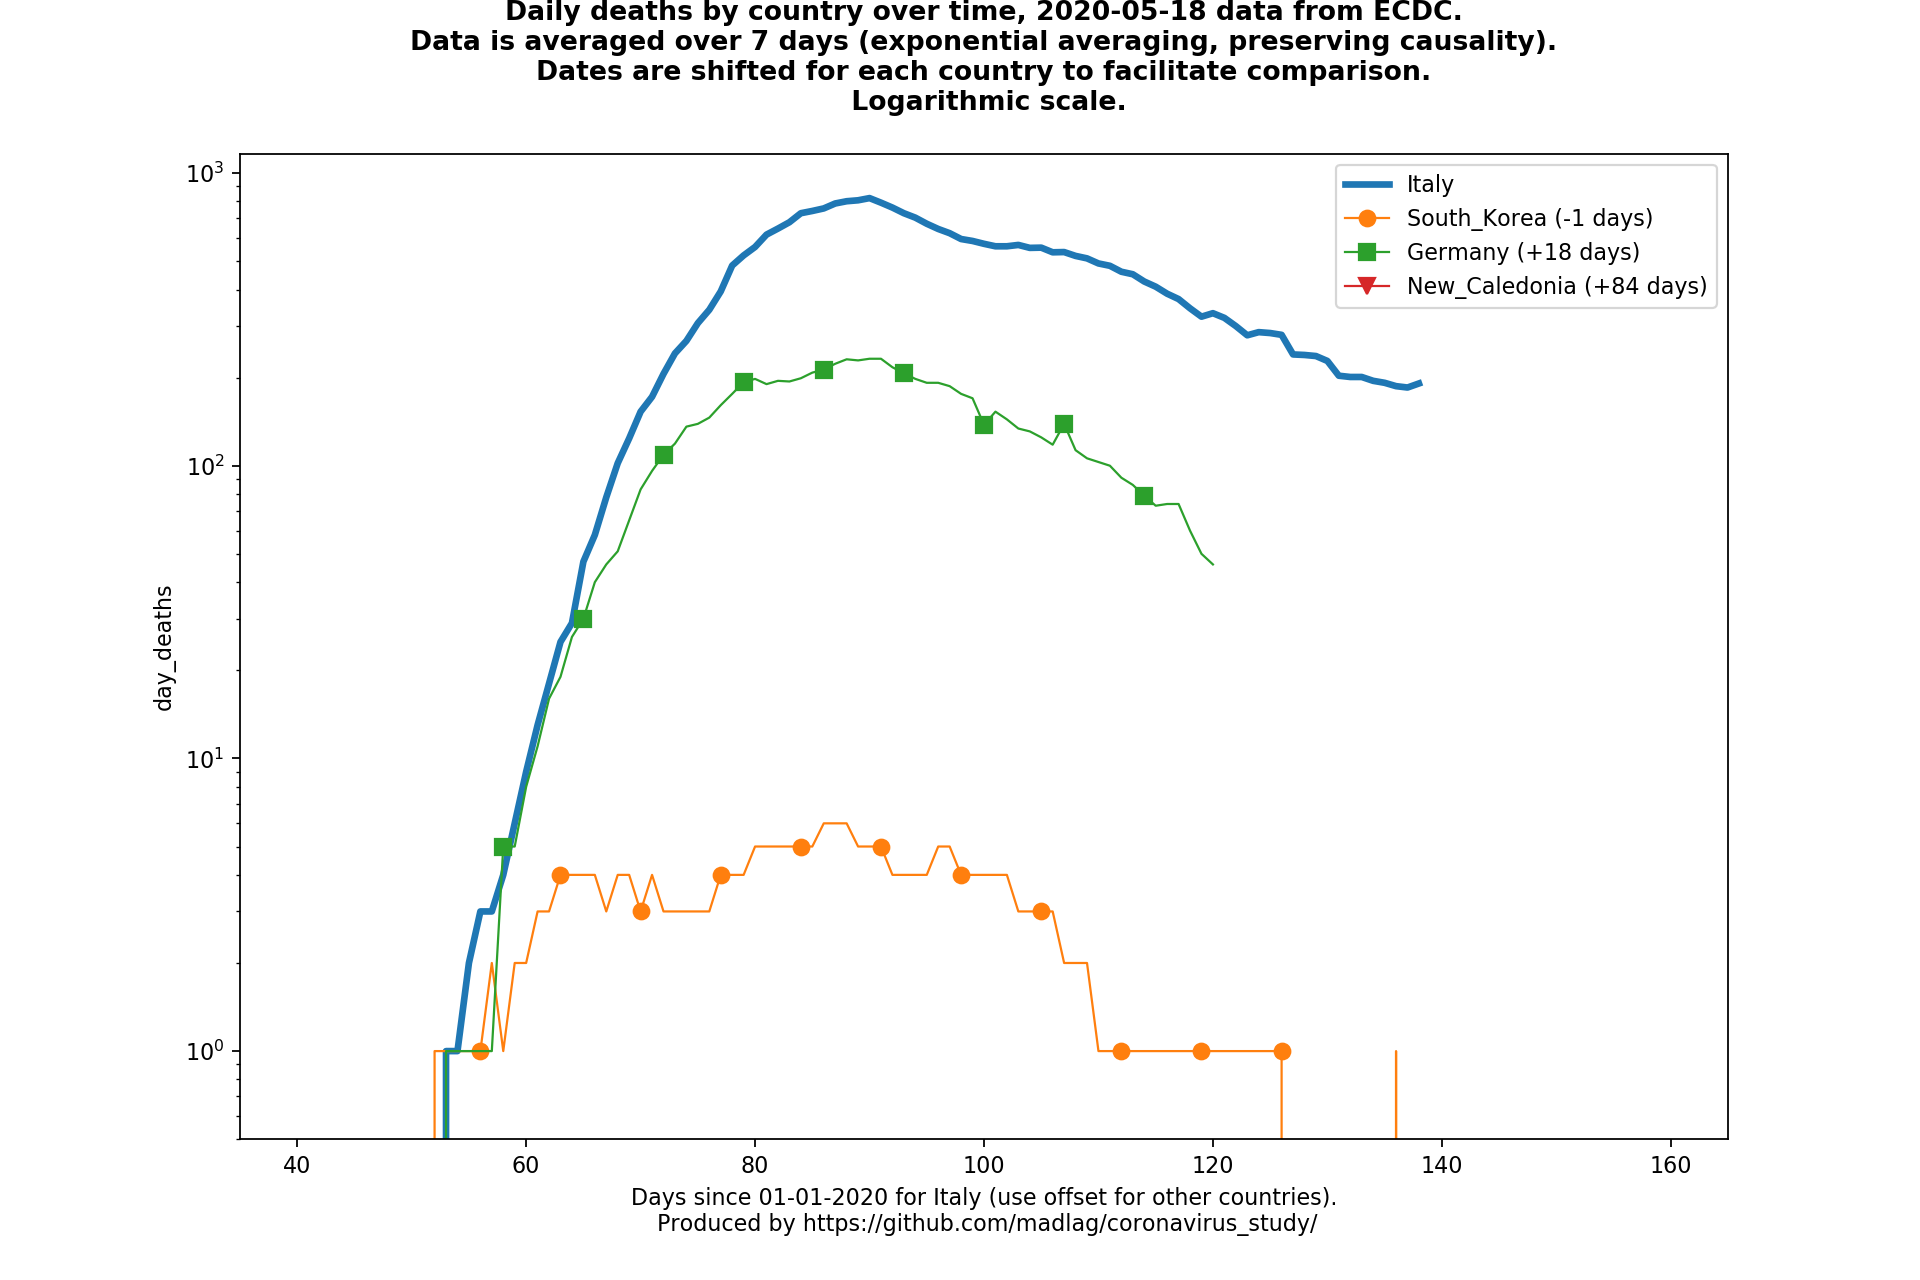 Daily deaths by country over time, 2020-05-18 data from ECDC.
Data is averaged over 7 days (exponential averaging, preserving causality).
Dates are shifted for each country to facilitate comparison.
Logarithmic scale.
10³
10²
10¹
10⁰
day_deaths
Italy
South_Korea (-1 days)
Germany (+18 days)
New_Caledonia (+84 days)
40 60 80 100 120 140 160
Days since 01-01-2020 for Italy (use offset for other countries).
Produced by https://github.com/madlag/coronavirus_study/